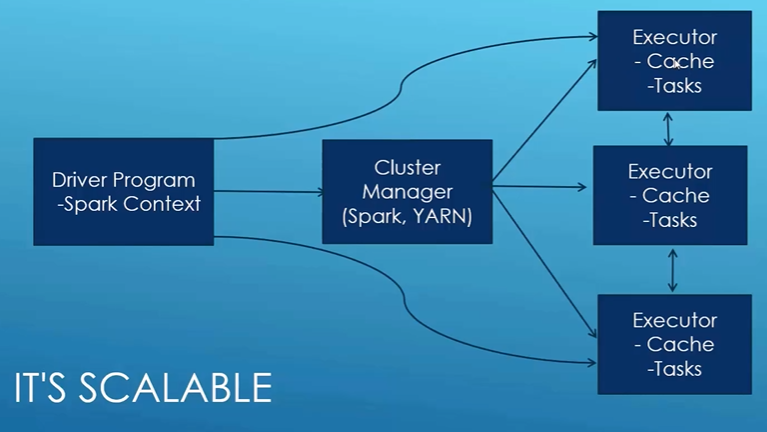 Driver Program
-Spark Context
Cluster
Manager
(Spark, YARN)
Executor
- Cache
-Tasks
Executor
- Cache
-Tasks
Executor
- Cache
-Tasks
IT'S SCALABLE